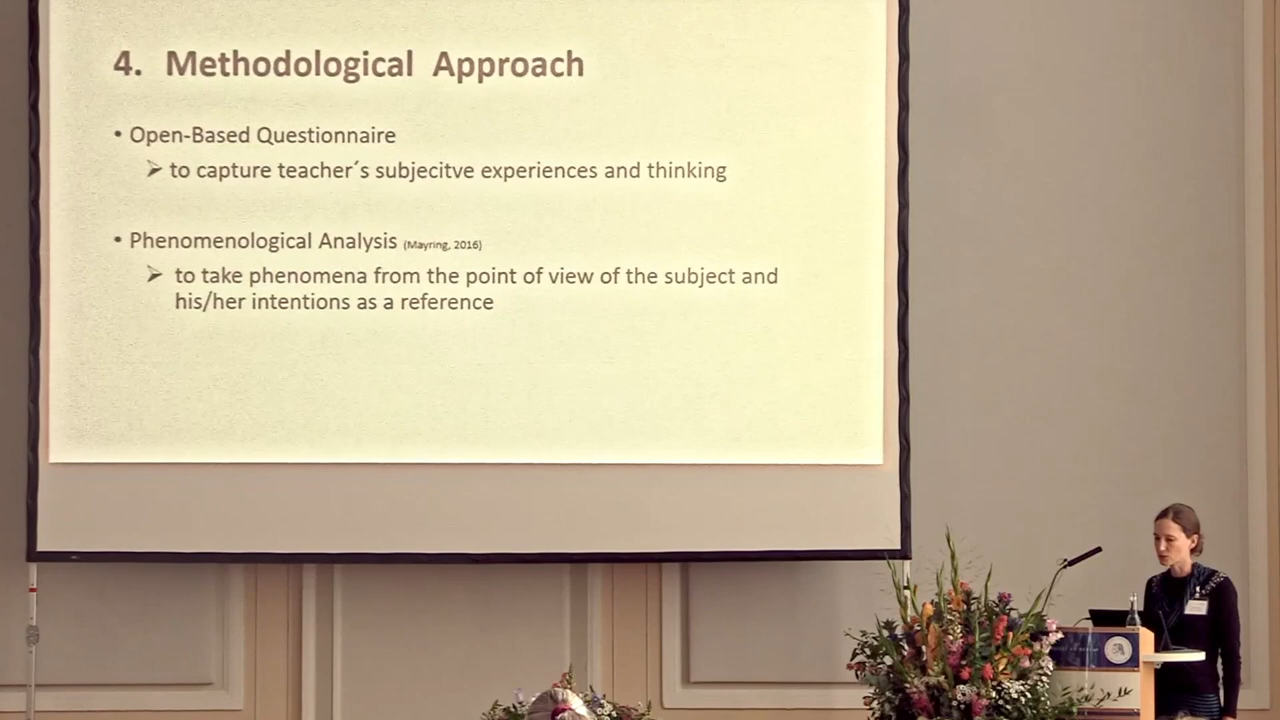 4. Methodological Approach
• Open-Based Questionnaire
➢ to capture teacher´s subjecitve experiences and thinking
• Phenomenological Analysis (Mayring, 2016)
➢ to take phenomena from the point of view of the subject and
his/her intentions as a reference